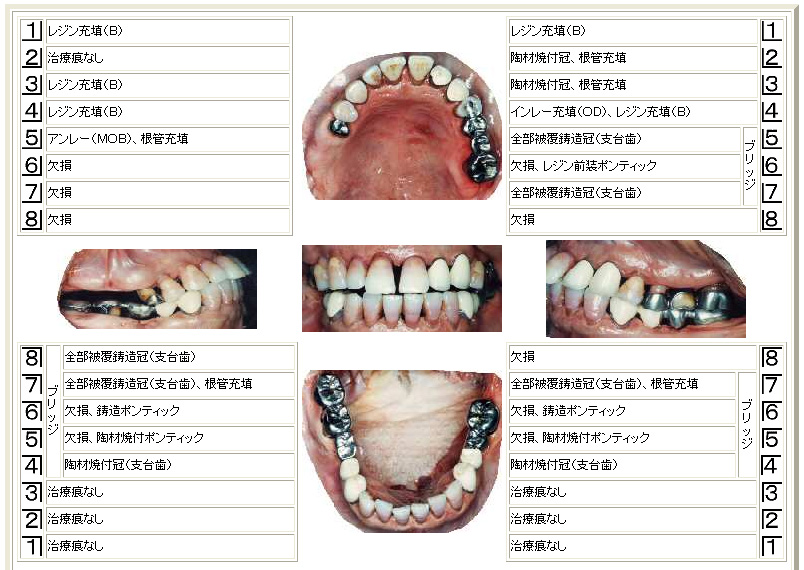 1 レジン充填(B)
2 治療痕なし
3 レジン充填(B)
4 レジン充填(B)
5 アンレー(MOB)、根管充填
6 欠損
7 欠損
8 欠損
レジン充填(B) 1
陶材焼付冠、根管充填 2
陶材焼付冠、根管充填 3
インレー充填(OD)、レジン充填(B) 4
全部被覆鋳造冠(支台歯) 5
欠損、レジン前装ポンティック 6
全部被覆鋳造冠(支台歯) 7
ブリッジ
欠損 8
8 全部被覆鋳造冠(支台歯)
7 全部被覆鋳造冠(支台歯)、根管充填
6 欠損、鋳造ポンティック
5 欠損、陶材焼付ポンティック
4 陶材焼付冠(支台歯)
ブリッジ
3 治療痕なし
2 治療痕なし
1 治療痕なし
欠損 8
全部被覆鋳造冠(支台歯)、根管充填 7
欠損、鋳造ポンティック 6
欠損、陶材焼付ポンティック 5
陶材焼付冠(支台歯) 4
ブリッジ
治療痕なし 3
治療痕なし 2
治療痕なし 1